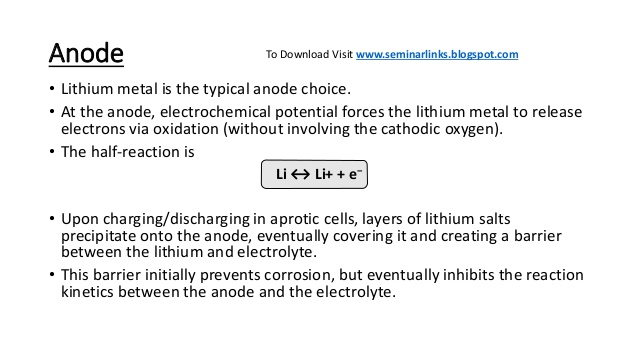 Anode
To Download Visit www.seminarlinks.blogspot.com
• Lithium metal is the typical anode choice.
• At the anode, electrochemical potential forces the lithium metal to release
electrons via oxidation (without involving the cathodic oxygen).
• The half-reaction is
Li ↔ Li+ + e⁻
• Upon charging/discharging in aprotic cells, layers of lithium salts
precipitate onto the anode, eventually covering it and creating a barrier
between the lithium and electrolyte.
• This barrier initially prevents corrosion, but eventually inhibits the reaction
kinetics between the anode and the electrolyte.